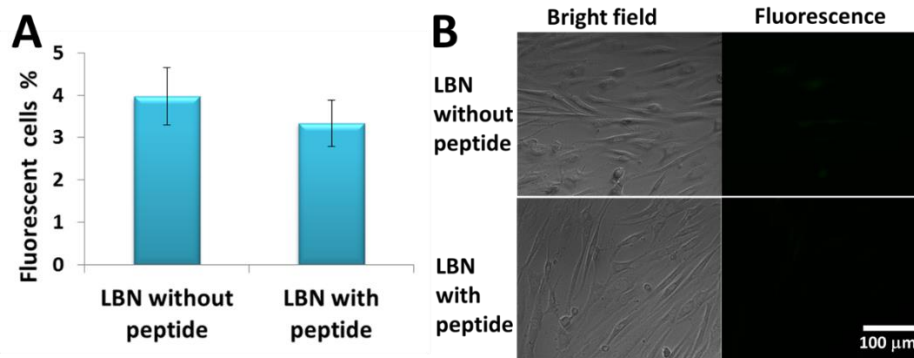 A
Fluorescent cells %
5
4
3
2
1
0
LBN without
peptide
LBN with
peptide
B
Bright field
Fluorescence
LBN
without
peptide
LBN
with
peptide
100 μm